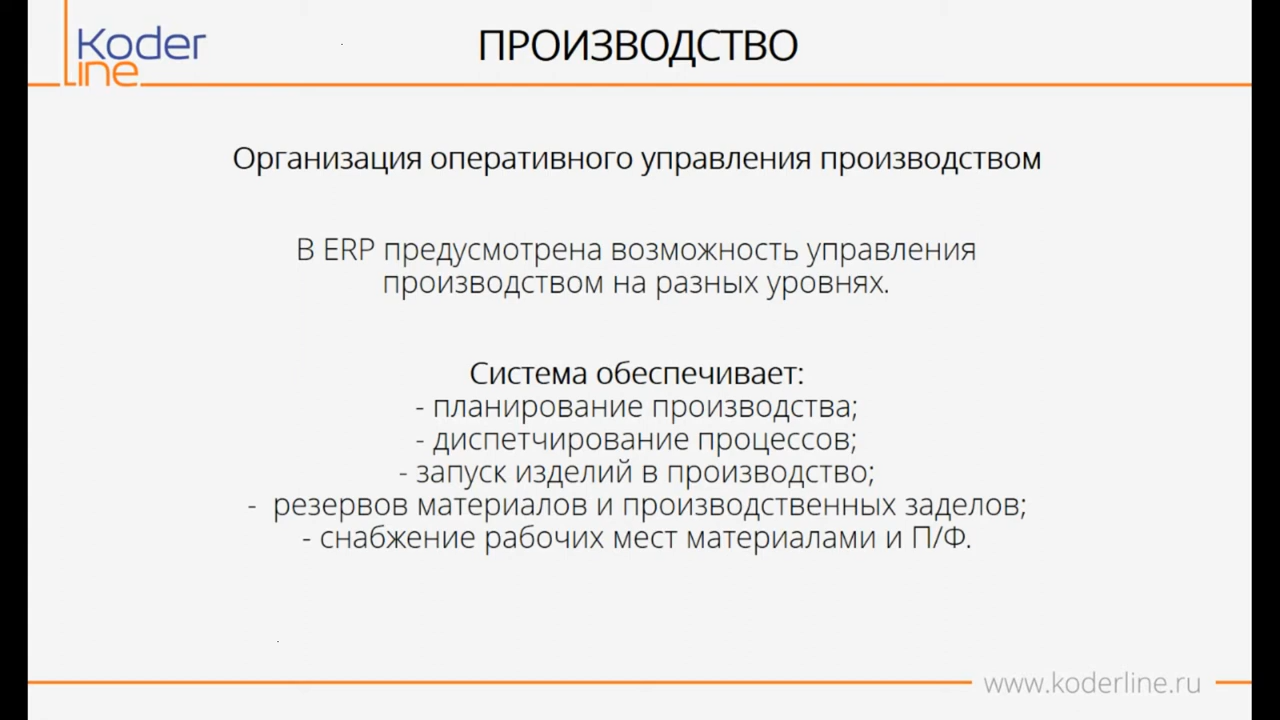 Koder
line
ПРОИЗВОДСТВО
Организация оперативного управления производством
В ERP предусмотрена возможность управления
производством на разных уровнях.
Система обеспечивает:
- планирование производства;
- диспетчирование процессов;
- запуск изделий в производство;
- резервов материалов и производственных заделов;
- снабжение рабочих мест материалами и П/Ф.
www.koderline.ru